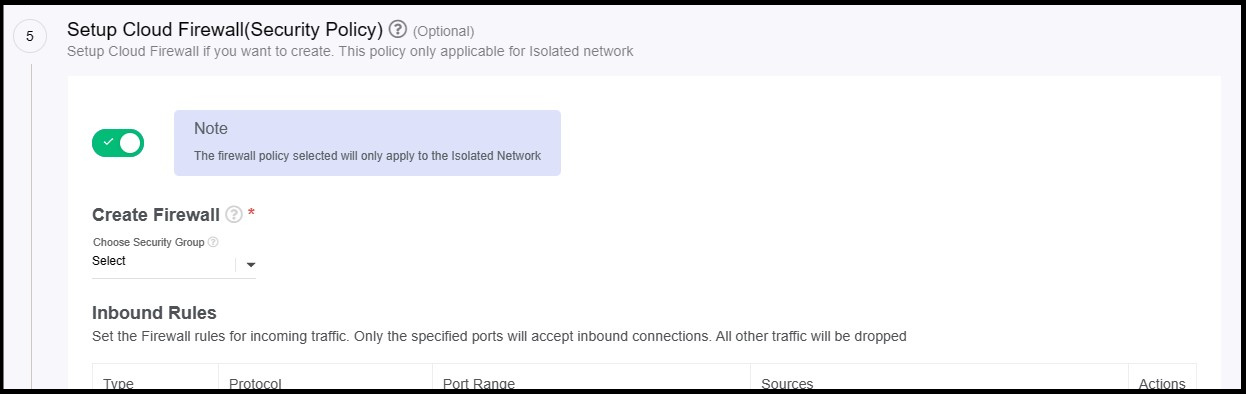 5
Setup Cloud Firewall(Security Policy) ? (Optional)
Setup Cloud Firewall if you want to create. This policy only applicable for Isolated network
Note
The firewall policy selected will only apply to the Isolated Network
Create Firewall ? *
Choose Security Group ?
Select
Inbound Rules
Set the Firewall rules for incoming traffic. Only the specified ports will accept inbound connections. All other traffic will be dropped
Type Protocol Port Range Sources Actions